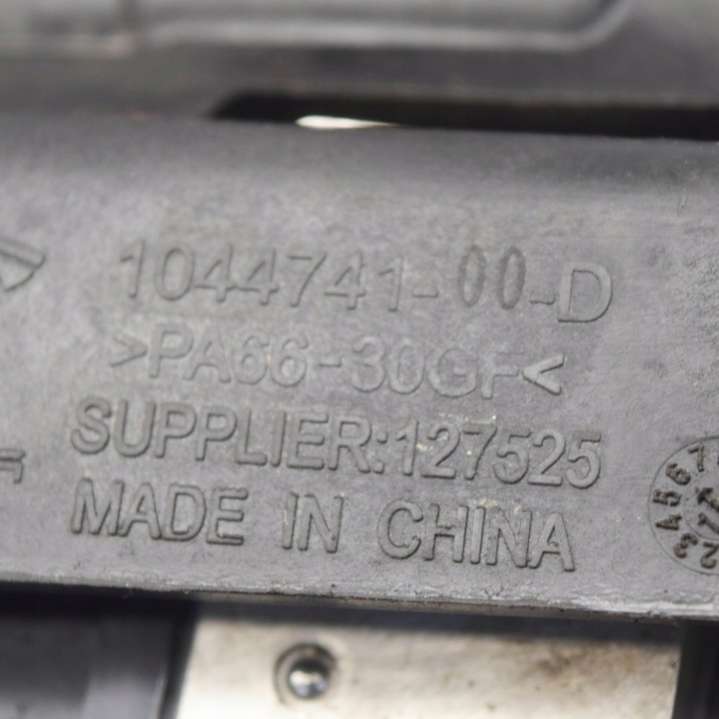 1044741-00-D
>PA66-30GF<
SUPPLIER:127525
MADE IN CHINA